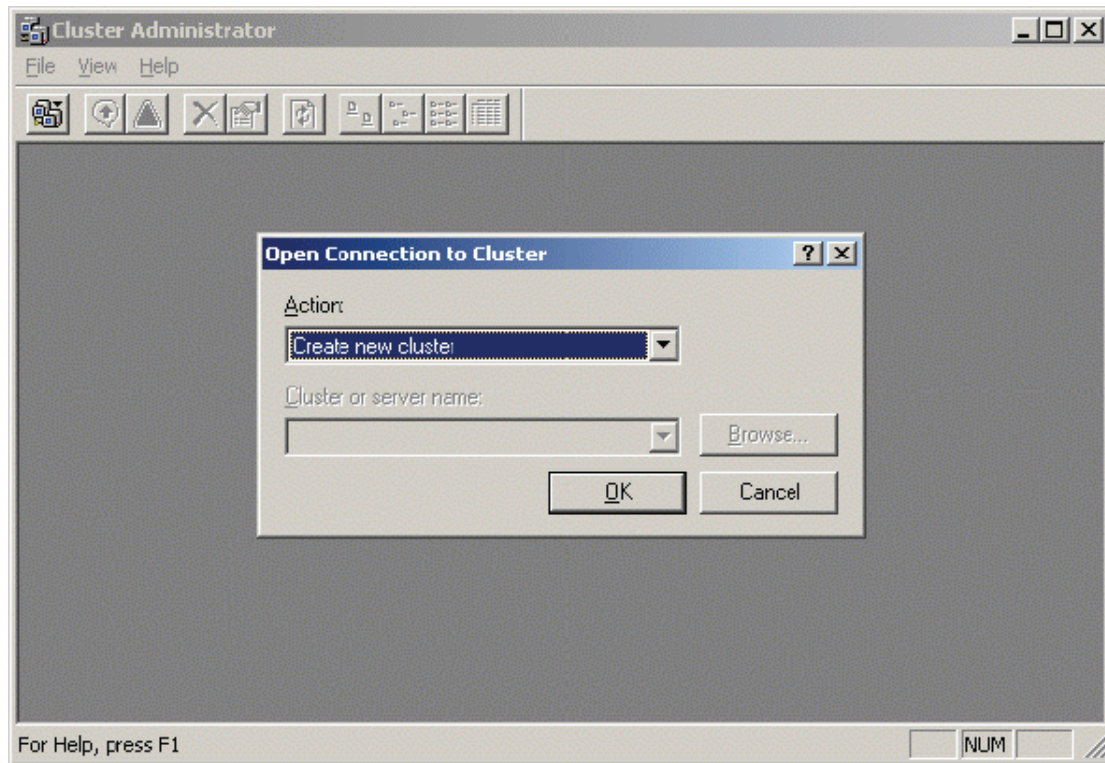 Cluster Administrator
File View Help
Open Connection to Cluster
Action:
Create new cluster
Cluster or server name:
Browse...
OK Cancel
For Help, press F1 NUM